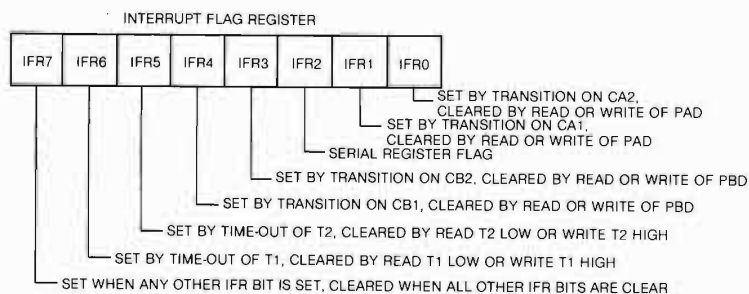 INTERRUPT FLAG REGISTER
IFR7 IFR6 IFR5 IFR4 IFR3 IFR2 IFR1 IFR0
SET BY TRANSITION ON CA2,
CLEARED BY READ OR WRITE OF PAD
SET BY TRANSITION ON CA1,
CLEARED BY READ OR WRITE OF PAD
SERIAL REGISTER FLAG
SET BY TRANSITION ON CB2, CLEARED BY READ OR WRITE OF PBD
SET BY TRANSITION ON CB1, CLEARED BY READ OR WRITE OF PBD
SET BY TIME-OUT OF T2, CLEARED BY READ T2 LOW OR WRITE T2 HIGH
SET BY TIME-OUT OF T1, CLEARED BY READ T1 LOW OR WRITE T1 HIGH
SET WHEN ANY OTHER IFR BIT IS SET, CLEARED WHEN ALL OTHER IFR BITS ARE CLEAR